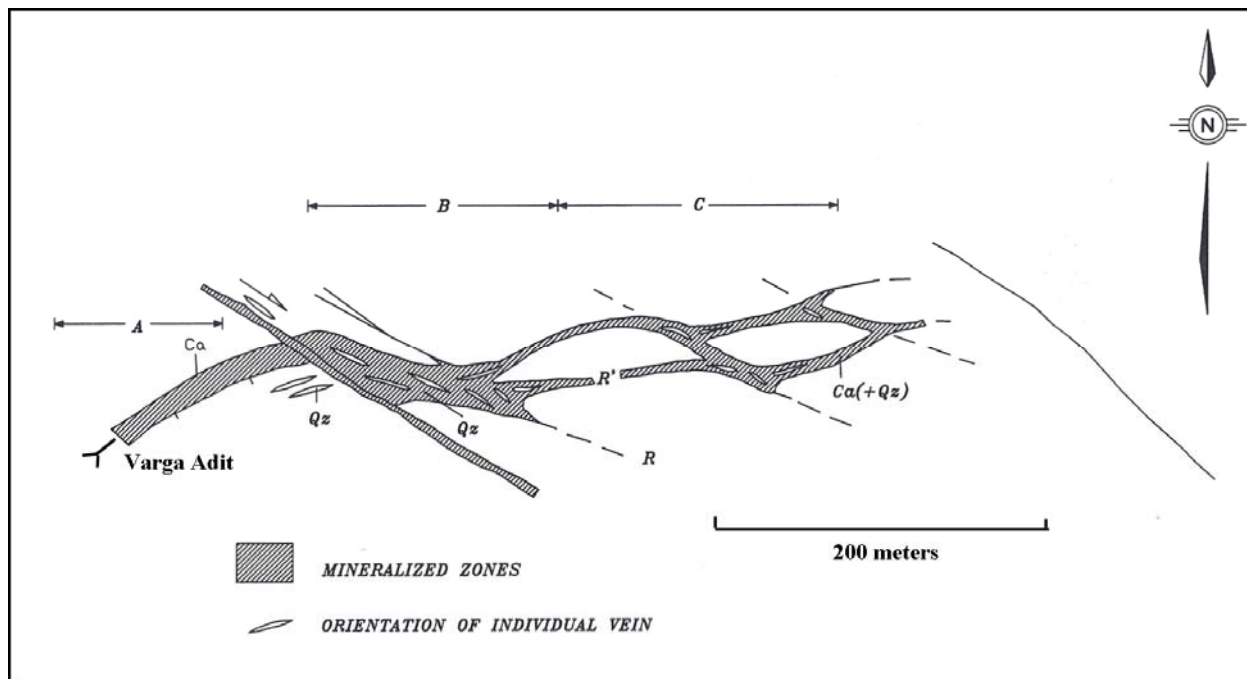 N
B
C
A
Ca
R'
Ca(+Qz)
Qz
Qz
Varga Adit
R
200 meters
MINERALIZED ZONES
ORIENTATION OF INDIVIDUAL VEIN